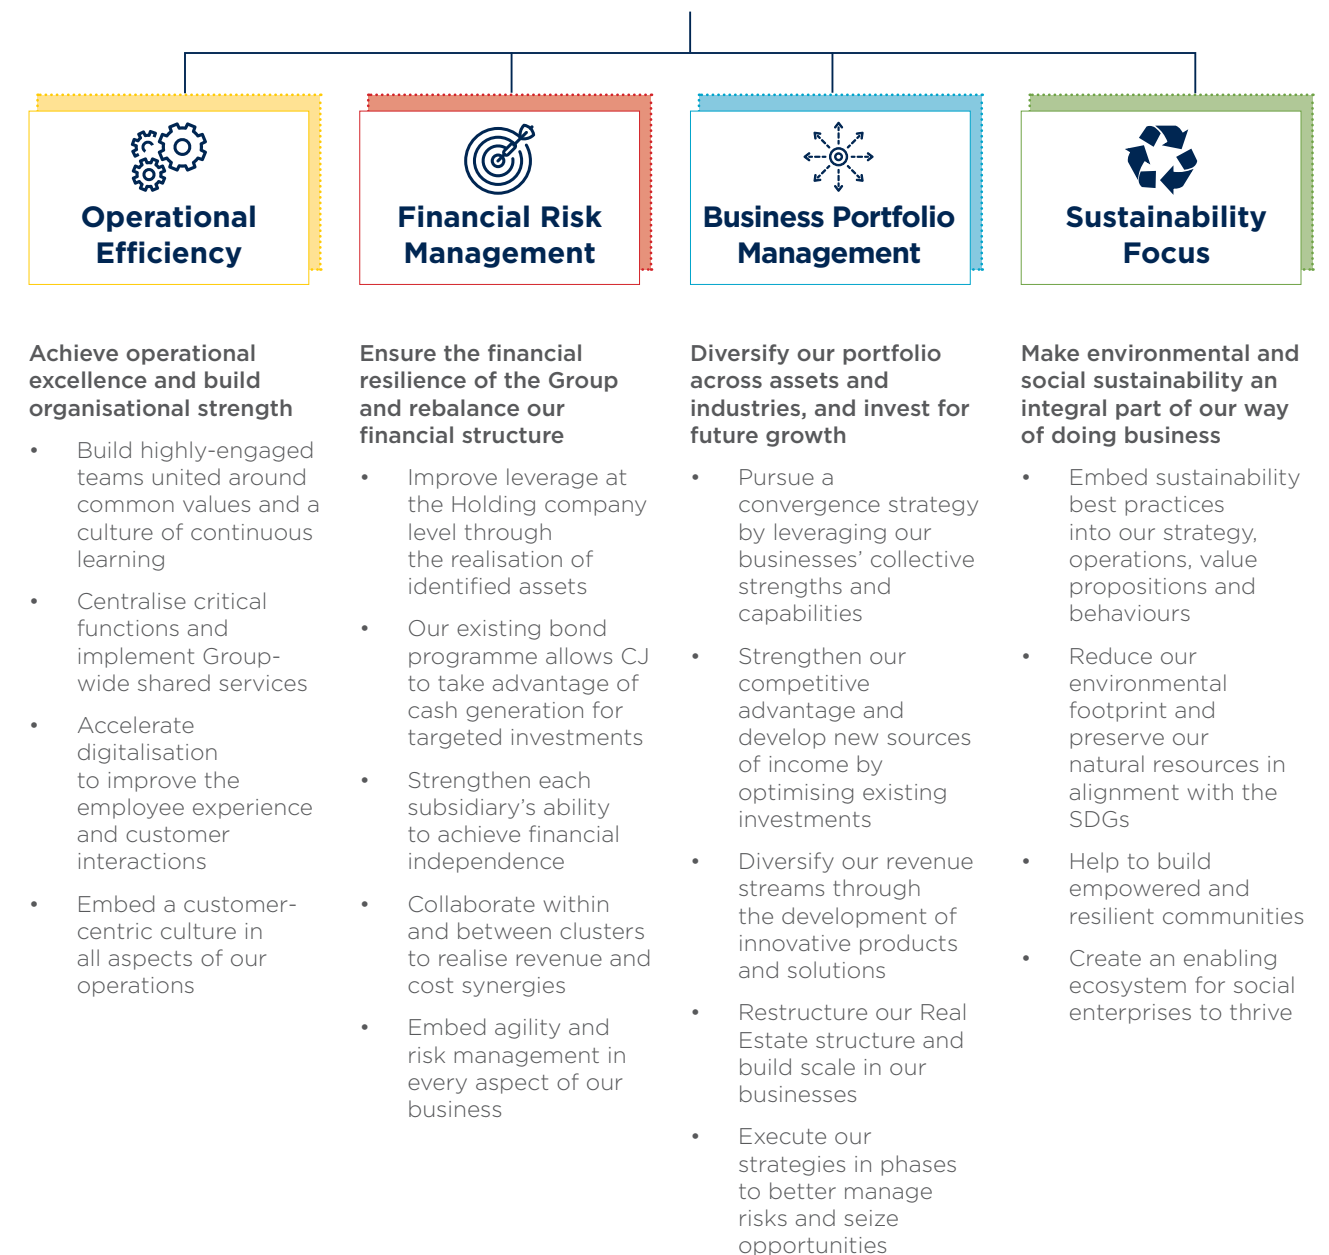 Operational
Efficiency
Achieve operational
excellence and build
organisational strength
• Build highly-engaged
teams united around
common values and a
culture of continuous
learning
• Centralise critical
functions and
implement Group-
wide shared services
• Accelerate
digitalisation
to improve the
employee experience
and customer
interactions
• Embed a customer-
centric culture in
all aspects of our
operations
Financial Risk
Management
Ensure the financial
resilience of the Group
and rebalance our
financial structure
• Improve leverage at
the Holding company
level through
the realisation of
identified assets
• Our existing bond
programme allows CJ
to take advantage of
cash generation for
targeted investments
• Strengthen each
subsidiary’s ability
to achieve financial
independence
• Collaborate within
and between clusters
to realise revenue and
cost synergies
• Embed agility and
risk management in
every aspect of our
business
Business Portfolio
Management
Diversify our portfolio
across assets and
industries, and invest for
future growth
• Pursue a
convergence strategy
by leveraging our
businesses’ collective
strengths and
capabilities
• Strengthen our
competitive
advantage and
develop new sources
of income by
optimising existing
investments
• Diversify our revenue
streams through
the development of
innovative products
and solutions
• Restructure our Real
Estate structure and
build scale in our
businesses
• Execute our
strategies in phases
to better manage
risks and seize
opportunities
Sustainability
Focus
Make environmental and
social sustainability an
integral part of our way
of doing business
• Embed sustainability
best practices
into our strategy,
operations, value
propositions and
behaviours
• Reduce our
environmental
footprint and
preserve our
natural resources in
alignment with the
SDGs
• Help to build
empowered and
resilient communities
• Create an enabling
ecosystem for social
enterprises to thrive